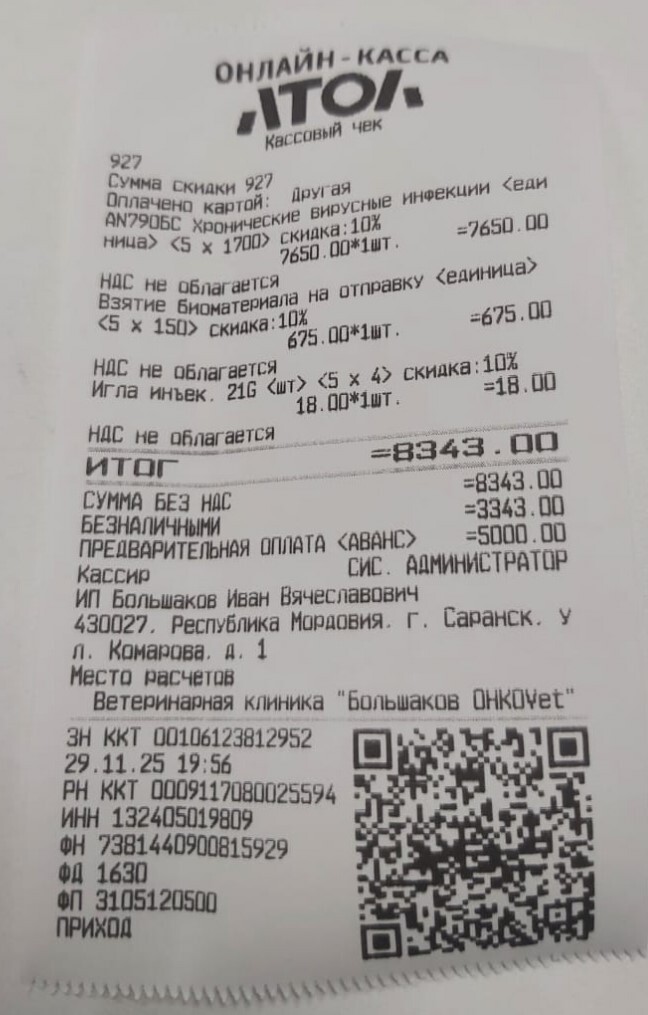 ОНЛАЙН-КАССА
АТОЛ
Кассовый чек
927
Сумма скидки 927
Оплачено картой: Другая
AN790БС Хронические вирусные инфекции <еди
ница> <5 x 1700> скидка:10%
7650.00*1шт. =7650.00
НДС не облагается
Взятие биоматериала на отправку <единица>
<5 x 150> скидка:10%
675.00*1шт. =675.00
НДС не облагается
Игла инъек. 21G <шт> <5 x 4> скидка:10%
18.00*1шт. =18.00
НДС не облагается
ИТОГ =8343.00
СУММА БЕЗ НДС =8343.00
БЕЗНАЛИЧНЫМИ =3343.00
ПРЕДВАРИТЕЛЬНАЯ ОПЛАТА <АВАНС> =5000.00
Кассир СИС. АДМИНИСТРАТОР
ИП Большаков Иван Вячеславович
430027, Республика Мордовия, г. Саранск, у
л. Комарова, д. 1
Место расчетов
Ветеринарная клиника "Большаков ОНКОVet"
ЗН ККТ 00106123812952
29.11.25 19:56
РН ККТ 0009117080025594
ИНН 132405019809
ФН 7381440900815929
ФД 1630
ФП 3105120500
ПРИХОД